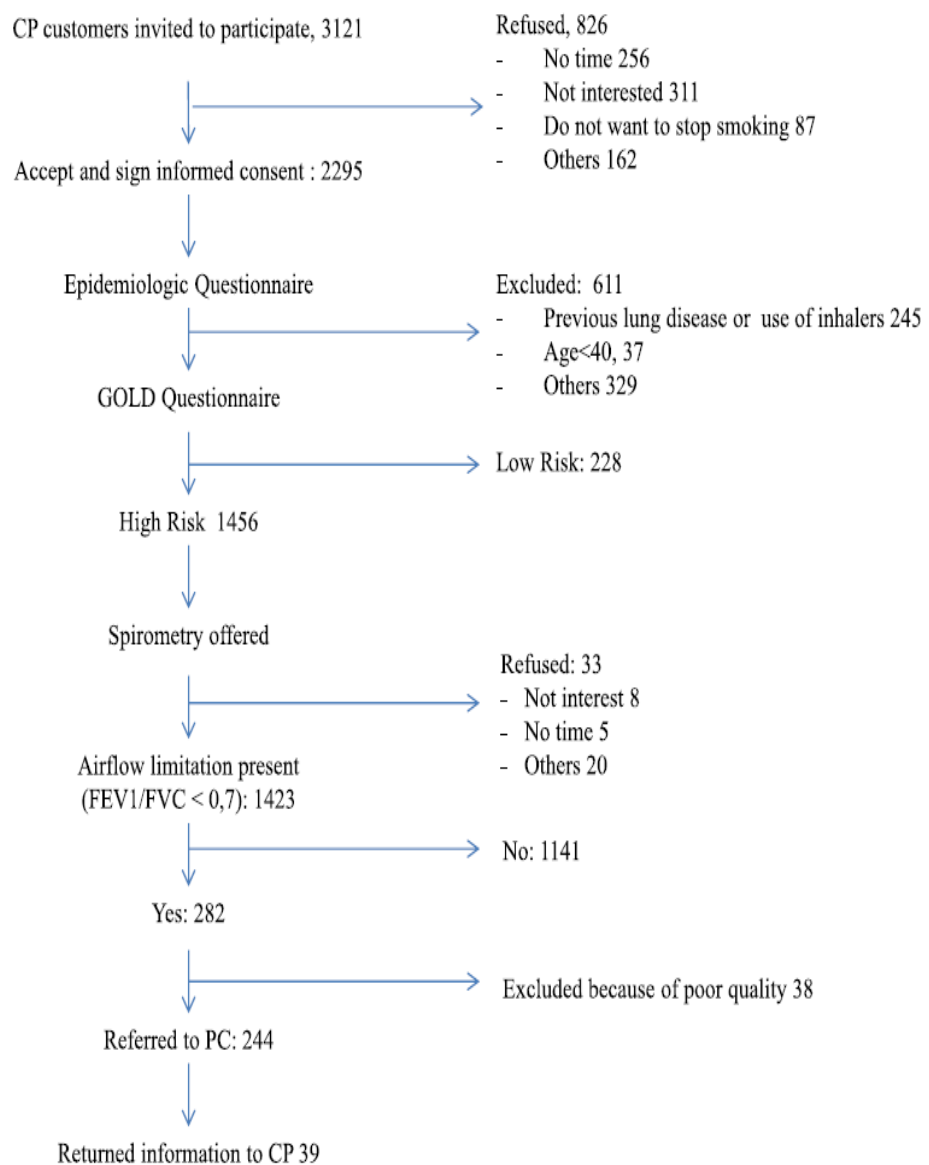 CP customers invited to participate, 3121
Refused, 826
- No time 256
- Not interested 311
- Do not want to stop smoking 87
- Others 162
Accept and sign informed consent : 2295
Epidemiologic Questionnaire
Excluded: 611
- Previous lung disease or use of inhalers 245
- Age<40, 37
- Others 329
GOLD Questionnaire
Low Risk: 228
High Risk 1456
Spirometry offered
Refused: 33
- Not interest 8
- No time 5
- Others 20
Airflow limitation present
(FEV1/FVC < 0,7): 1423
No: 1141
Yes: 282
Excluded because of poor quality 38
Referred to PC: 244
Returned information to CP 39